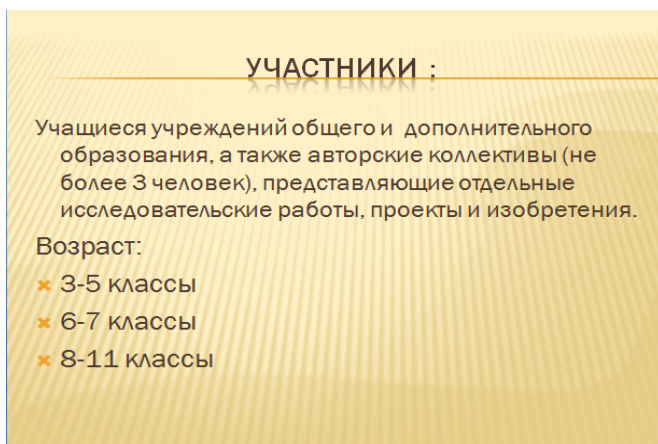 УЧАСТНИКИ :
Учащиеся учреждений общего и дополнительного
образования, а также авторские коллективы (не
более 3 человек), представляющие отдельные
исследовательские работы, проекты и изобретения.
Возраст:
3-5 классы
6-7 классы
8-11 классы